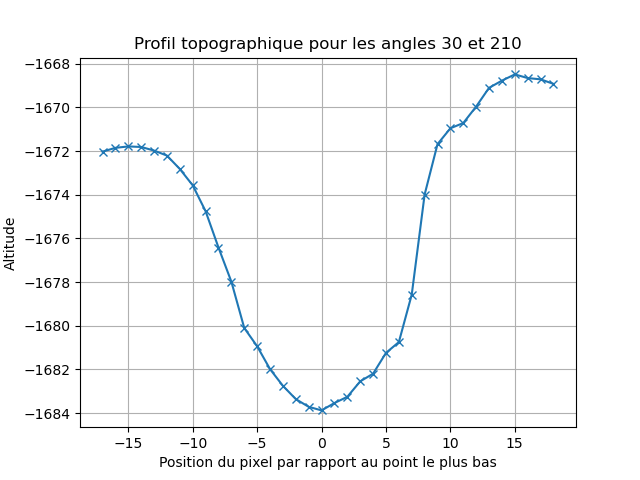 Profil topographique pour les angles 30 et 210
−1668
−1670
−1672
−1674
−1676
−1678
−1680
−1682
−1684
Altitude
−15 −10 −5 0 5 10 15
Position du pixel par rapport au point le plus bas